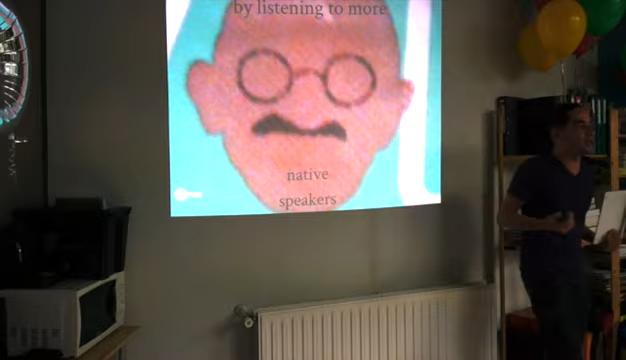 by listening to more
native
speakers